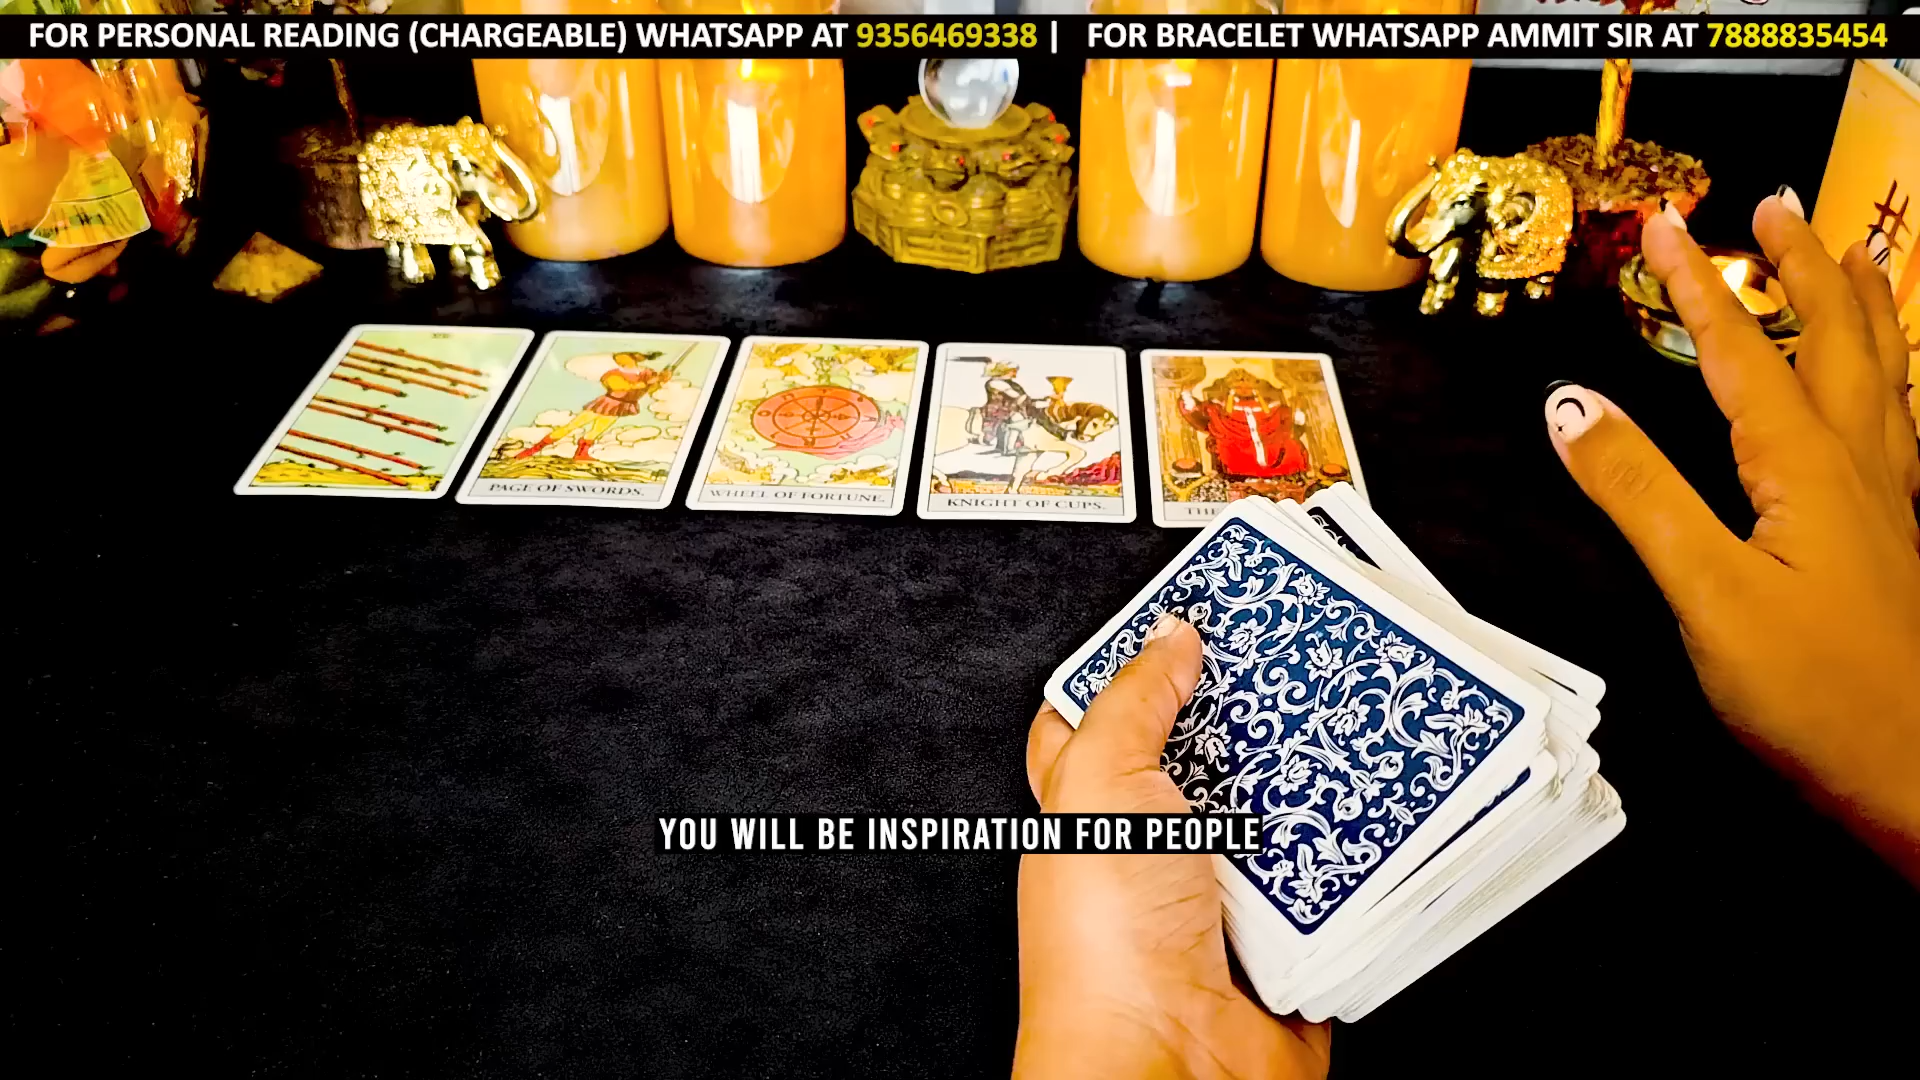 FOR PERSONAL READING (CHARGEABLE) WHATSAPP AT 9356469338 | FOR BRACELET WHATSAPP AMMIT SIR AT 7888835454
PAGE OF SWORDS.
WHEEL OF FORTUNE.
KNIGHT OF CUPS.
THE
YOU WILL BE INSPIRATION FOR PEOPLE